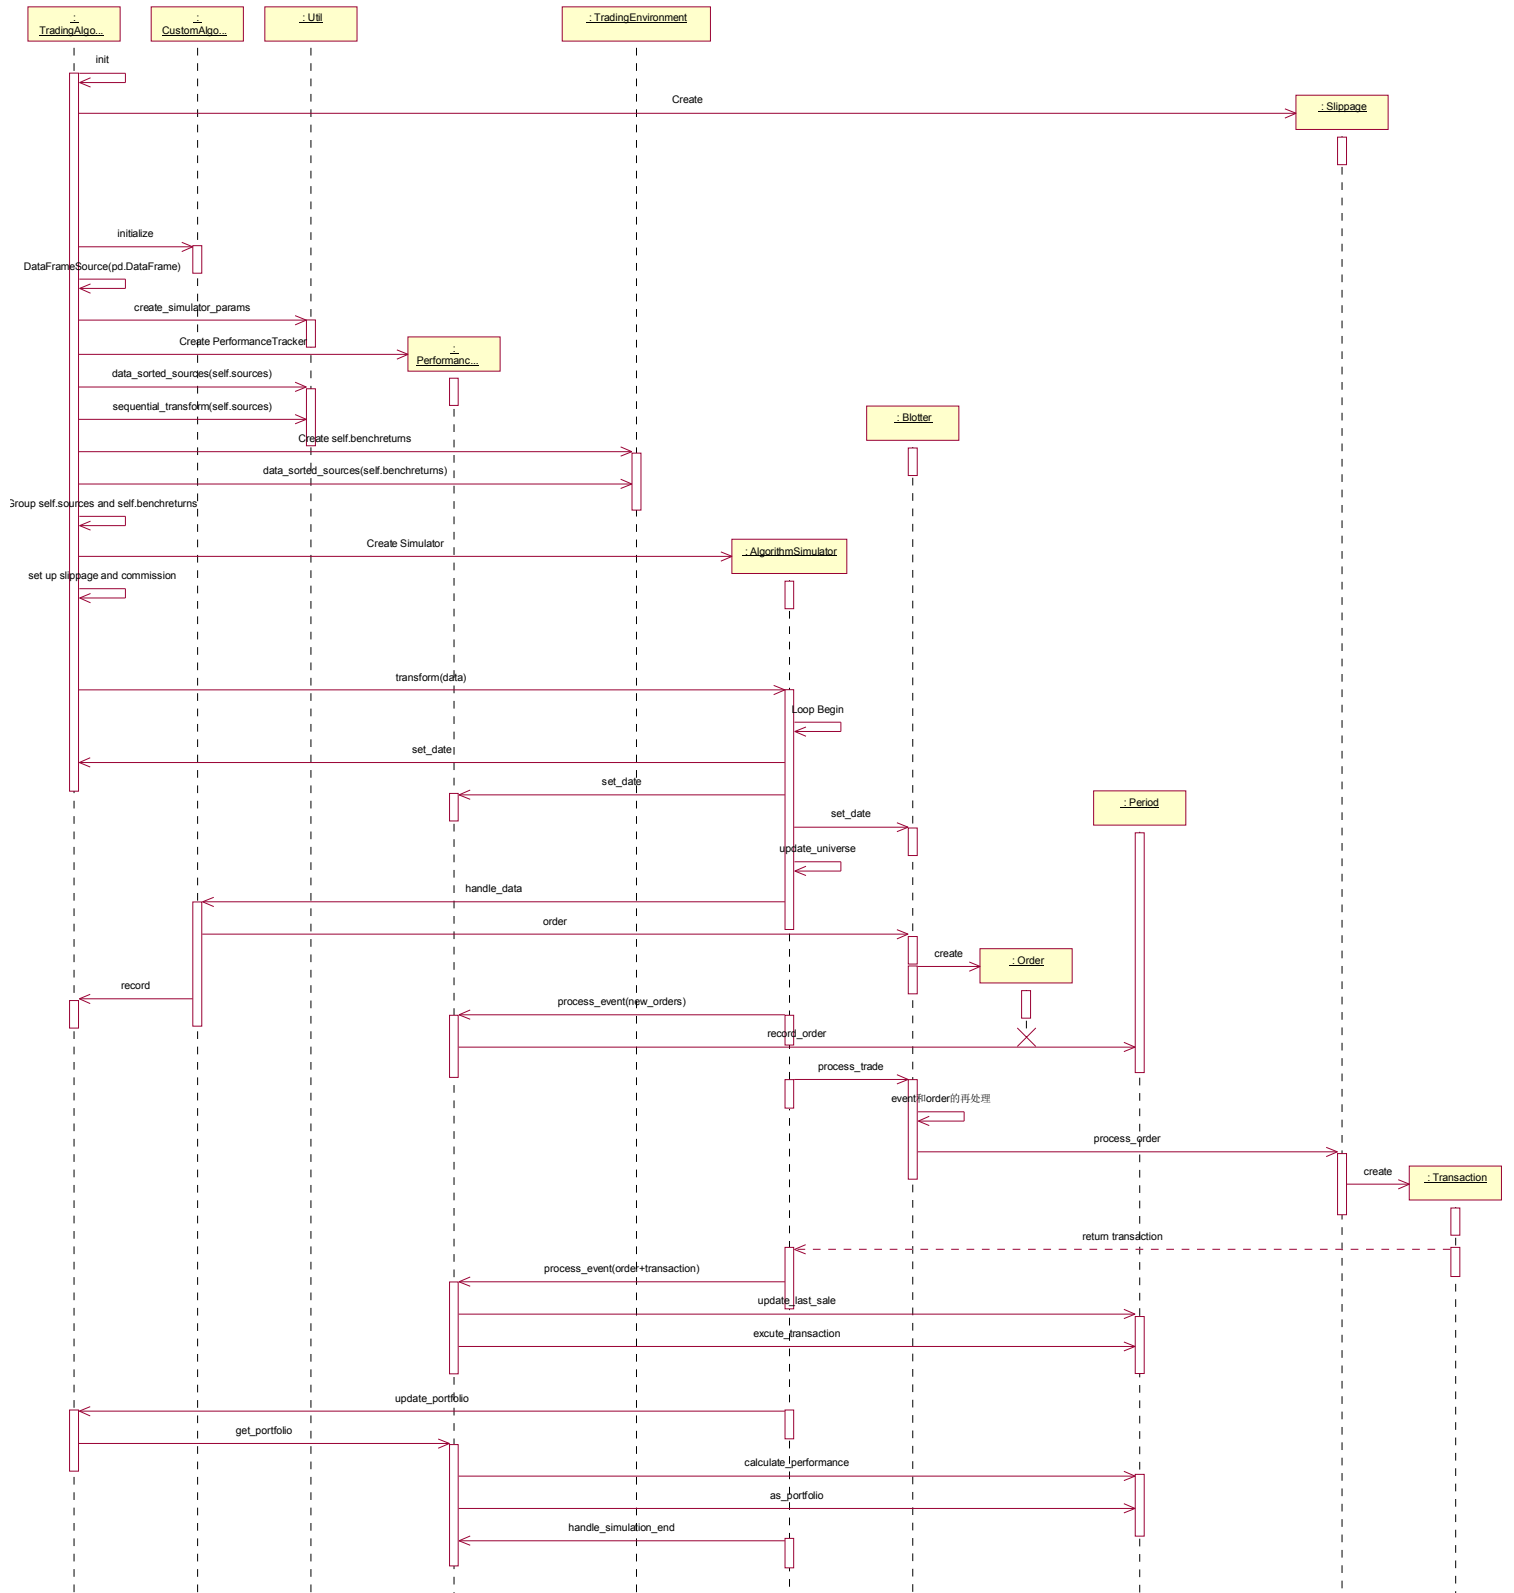 :
TradingAlgo...
 :
CustomAlgo...
 : Util
 : TradingEnvironment
init
Create
 : Slippage
initialize
DataFrameSource(pd.DataFrame)
create_simulator_params
Create PerformanceTracker
 :
Performanc...
data_sorted_sources(self.sources)
sequential_transform(self.sources)
 : Blotter
Create self.benchreturns
data_sorted_sources(self.benchreturns)
Group self.sources and self.benchreturns
Create Simulator
 : AlgorithmSimulator
set up slippage and commission
transform(data)
Loop Begin
set_date
set_date
 : Period
set_date
update_universe
handle_data
order
create
 : Order
record
process_event(new_orders)
record_order
process_trade
event和order的再处理
process_order
create
 : Transaction
return transaction
process_event(order+transaction)
update_last_sale
excute_transaction
update_portfolio
get_portfolio
calculate_performance
as_portfolio
handle_simulation_end